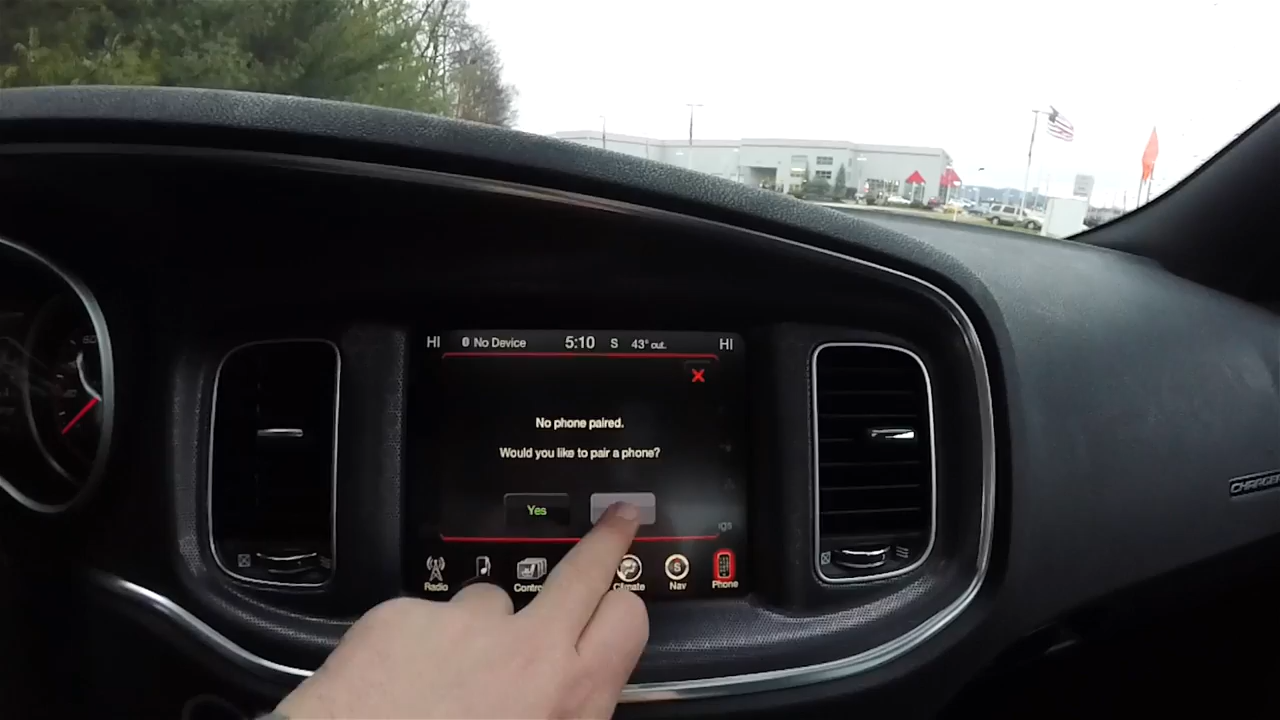 HI No Device 5:10 S 43° out. HI
No phone paired.
Would you like to pair a phone?
Yes
Radio Climate Nav Phone
S
CHARGER